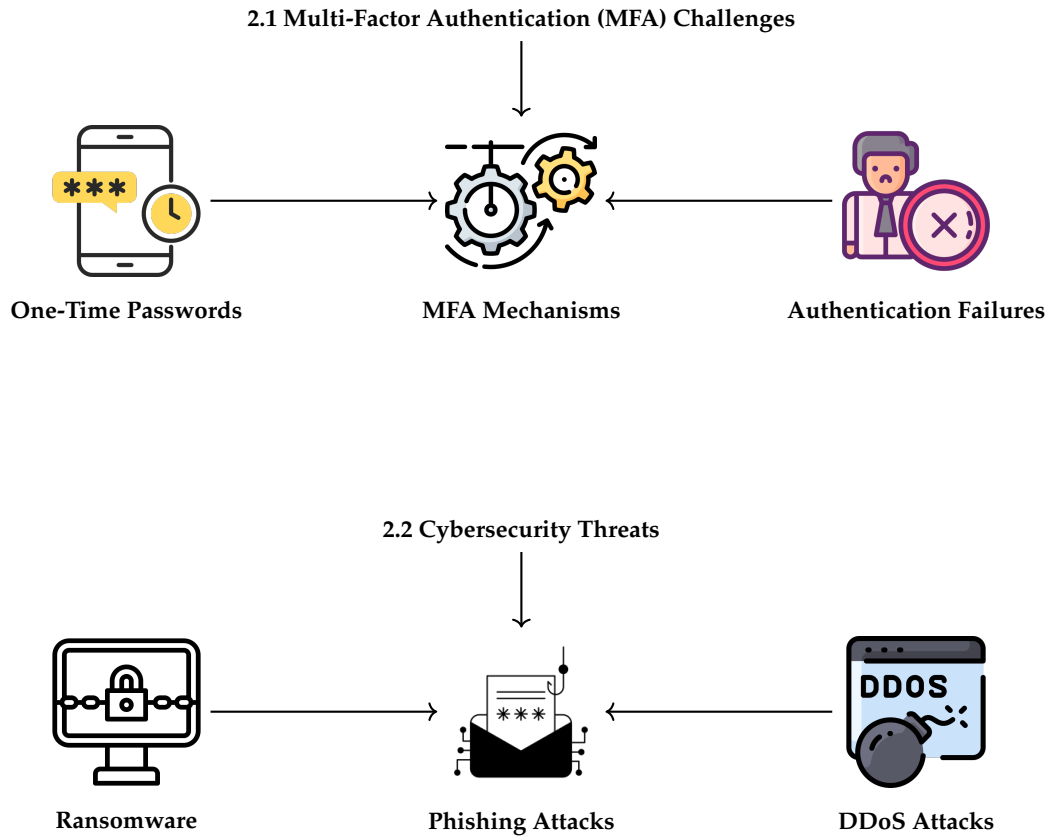 2.1 Multi-Factor Authentication (MFA) Challenges
***
One-Time Passwords
MFA Mechanisms
Authentication Failures
2.2 Cybersecurity Threats
DDOS
***
Ransomware
Phishing Attacks
DDoS Attacks